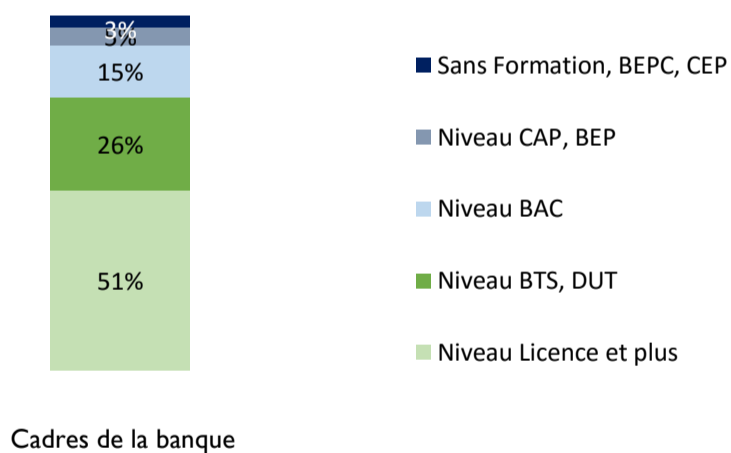 3%
5%
15%
26%
51%
Sans Formation, BEPC, CEP
Niveau CAP, BEP
Niveau BAC
Niveau BTS, DUT
Niveau Licence et plus
Cadres de la banque